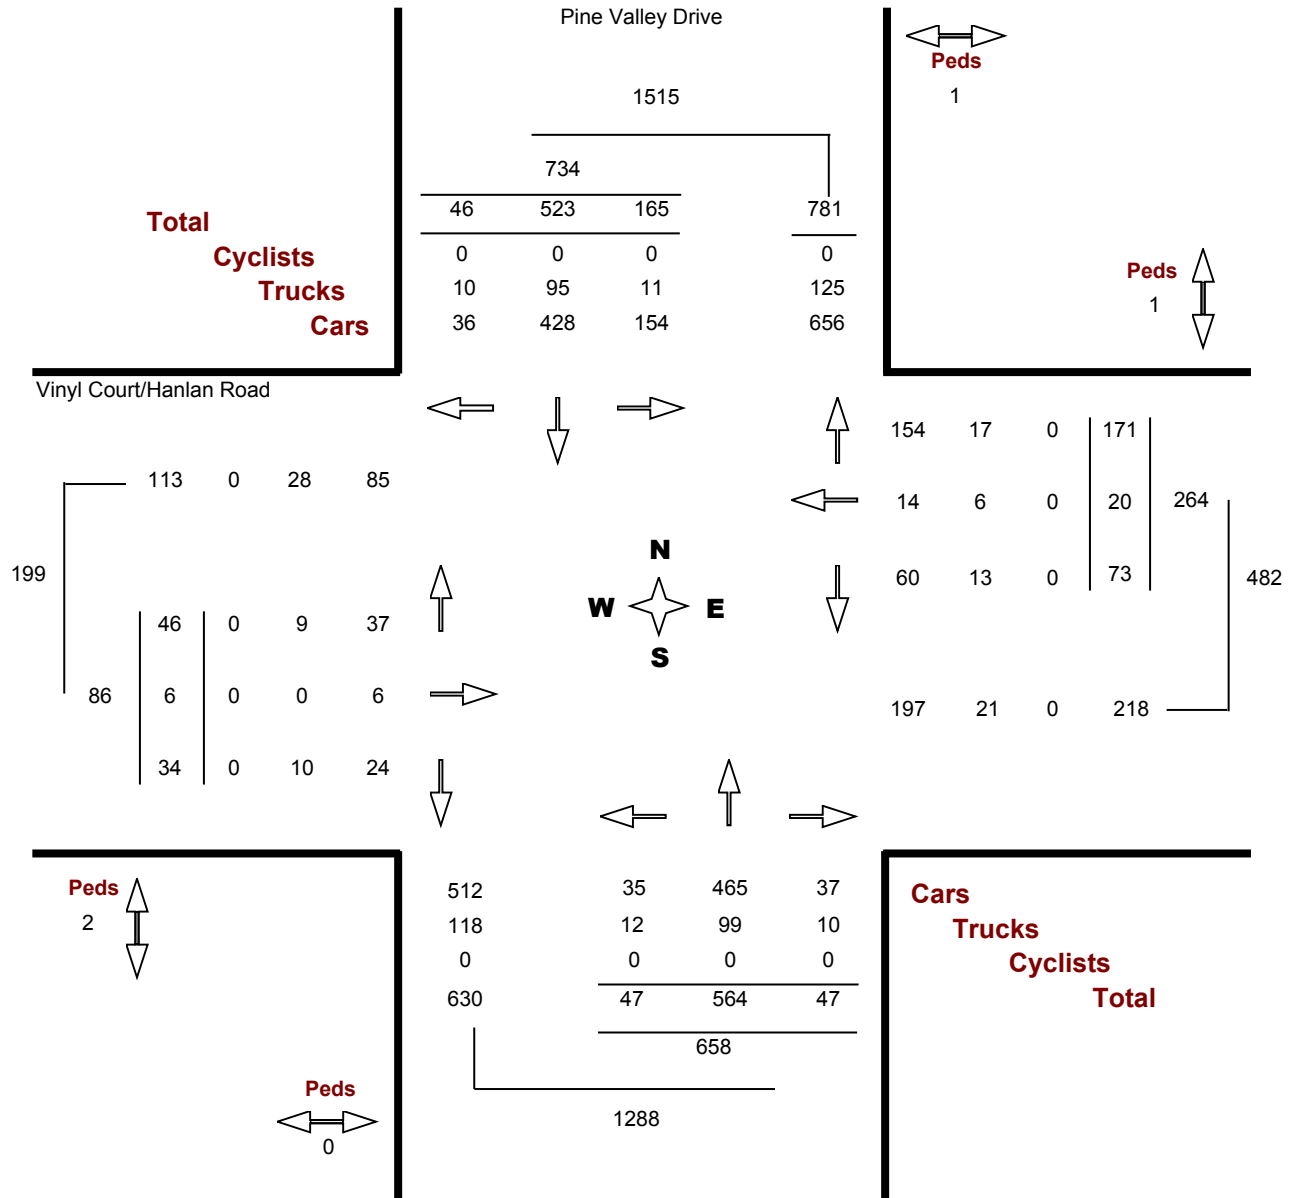 Pine Valley Drive
Peds
1
1515
734
46 523 165 781
Total
0 0 0 0
Cyclists
10 95 11 125
Trucks
36 428 154 656
Cars
Peds
1
Vinyl Court/Hanlan Road
154 17 0 171
113 0 28 85
14 6 0 20 264
N
199
60 13 0 73 482
W E
46 0 9 37
S
86 6 0 0 6
197 21 0 218
34 0 10 24
Peds
2
512 35 465 37
Cars
118 12 99 10
Trucks
0 0 0 0
Cyclists
630 47 564 47
Total
658
Peds
0
1288